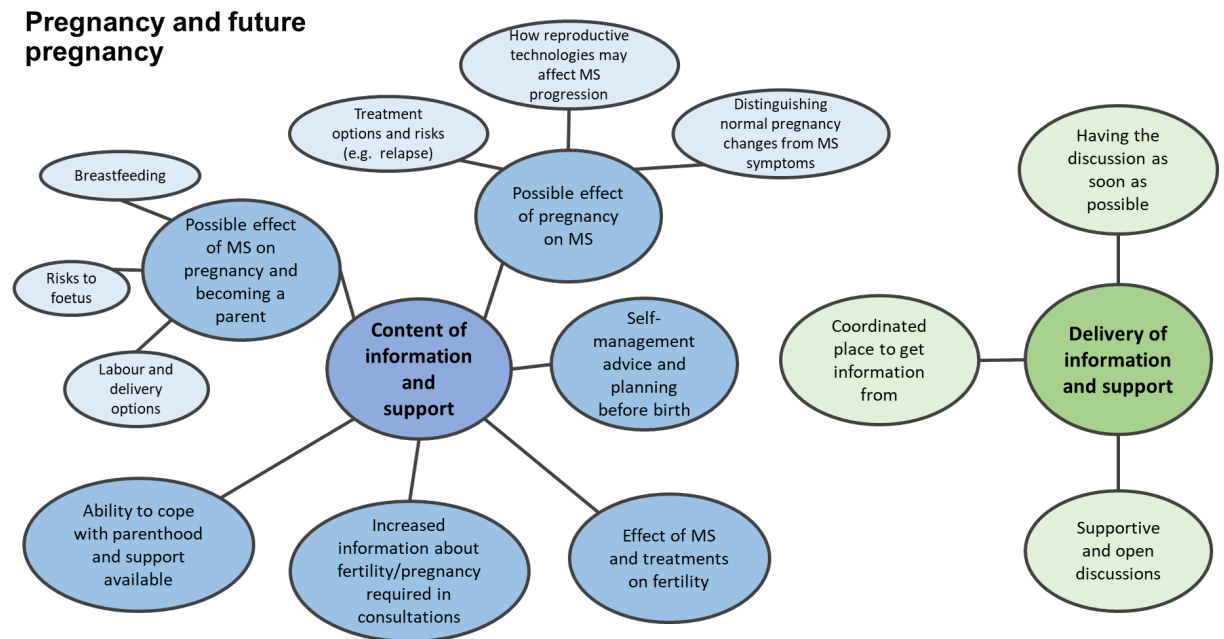 Pregnancy and future
pregnancy
How reproductive
technologies may
affect MS
progression
Treatment
options and risks
(e.g. relapse)
Distinguishing
normal pregnancy
changes from MS
symptoms
Breastfeeding
Possible effect
of MS on
pregnancy and
becoming a
parent
Possible effect
of pregnancy
on MS
Risks to
foetus
Labour and
delivery
options
Content of
information
and
support
Self-
management
advice and
planning
before birth
Ability to cope
with parenthood
and support
available
Increased
information about
fertility/pregnancy
required in
consultations
Effect of MS
and treatments
on fertility
Having the
discussion as
soon as
possible
Coordinated
place to get
information
from
Delivery of
information
and support
Supportive
and open
discussions